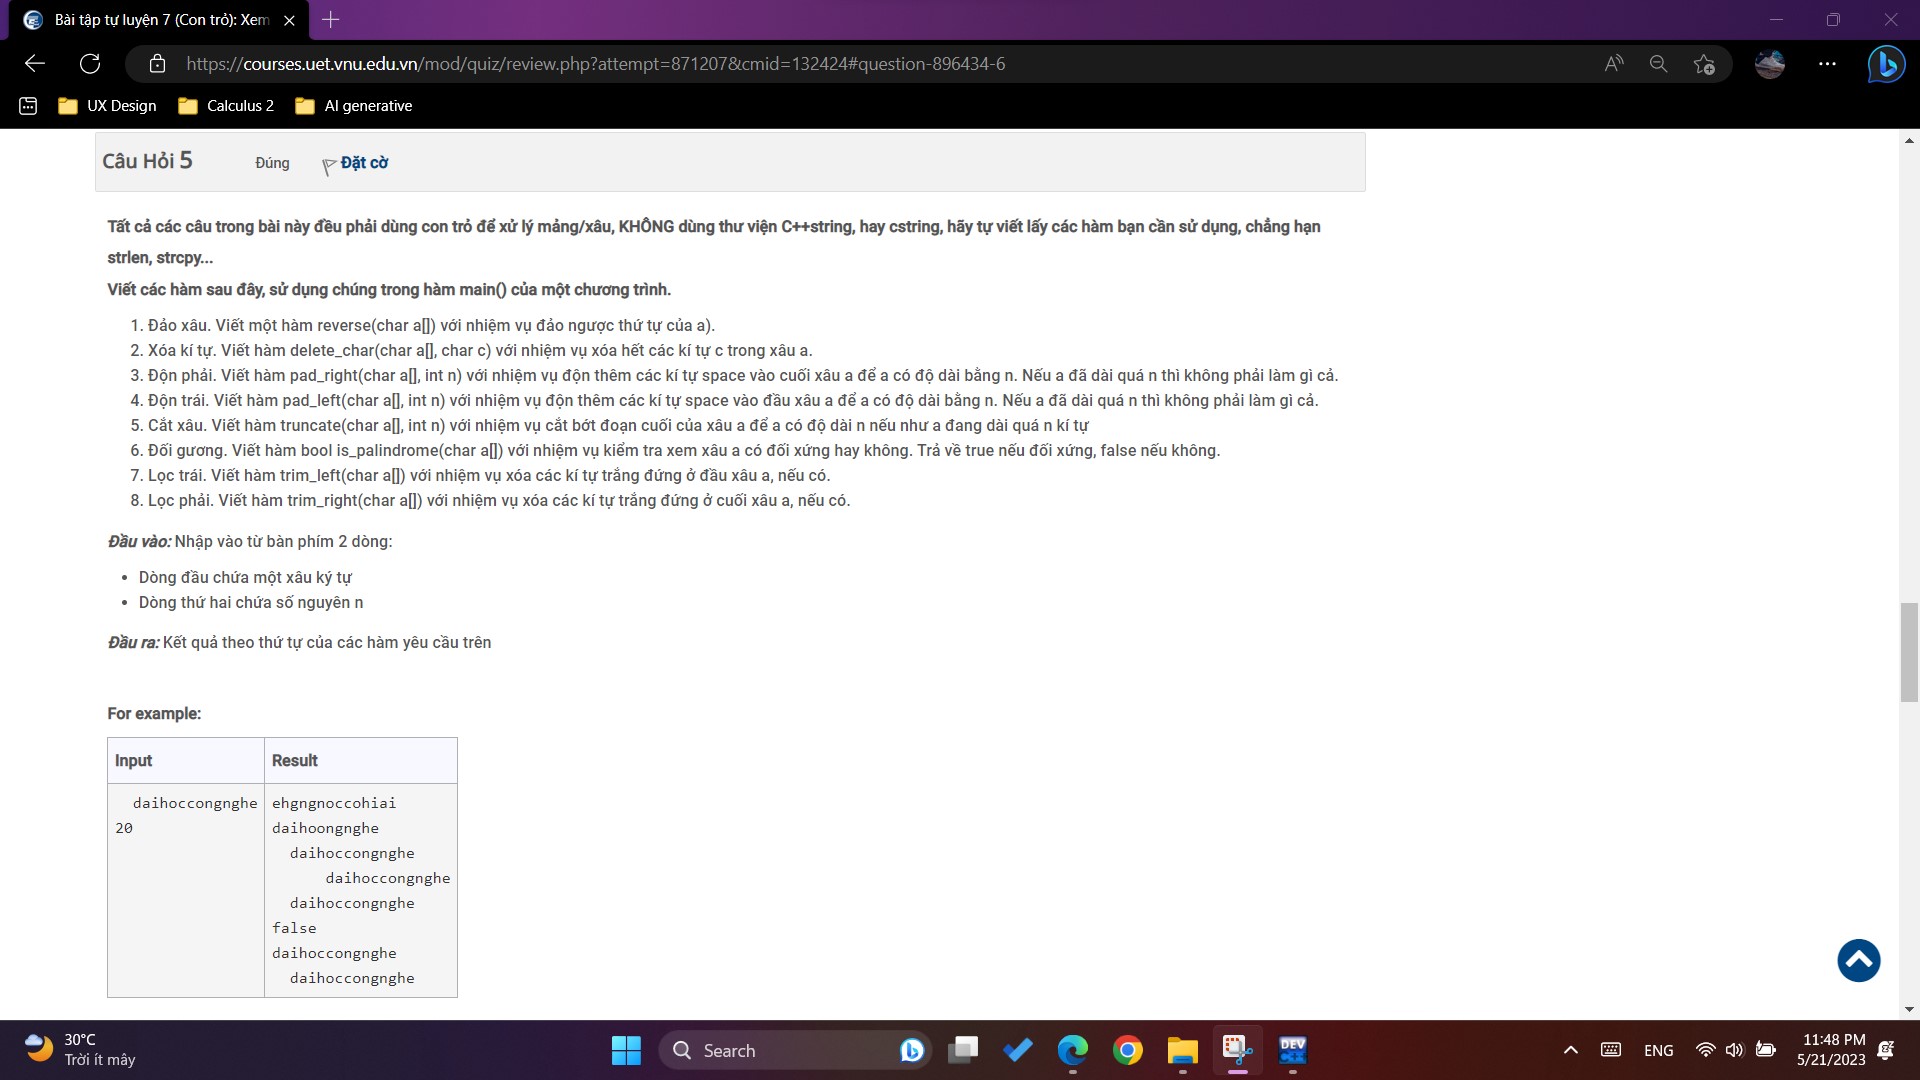 Bài tập tự luyện 7 (Con trỏ): Xem
https://courses.uet.vnu.edu.vn/mod/quiz/review.php?attempt=871207&cmid=132424#question-896434-6
UX Design
Calculus 2
AI generative
Câu Hỏi 5
Đúng
Đặt cờ
Tất cả các câu trong bài này đều phải dùng con trỏ để xử lý mảng/xâu, KHÔNG dùng thư viện C++string, hay cstring, hãy tự viết lấy các hàm bạn cần sử dụng, chẳng hạn
strlen, strcpy...
Viết các hàm sau đây, sử dụng chúng trong hàm main() của một chương trình.
1. Đảo xâu. Viết một hàm reverse(char a[]) với nhiệm vụ đảo ngược thứ tự của a).
2. Xóa kí tự. Viết hàm delete_char(char a[], char c) với nhiệm vụ xóa hết các kí tự c trong xâu a.
3. Độn phải. Viết hàm pad_right(char a[], int n) với nhiệm vụ độn thêm các kí tự space vào cuối xâu a để a có độ dài bằng n. Nếu a đã dài quá n thì không phải làm gì cả.
4. Độn trái. Viết hàm pad_left(char a[], int n) với nhiệm vụ độn thêm các kí tự space vào đầu xâu a để a có độ dài bằng n. Nếu a đã dài quá n thì không phải làm gì cả.
5. Cắt xâu. Viết hàm truncate(char a[], int n) với nhiệm vụ cắt bớt đoạn cuối của xâu a để a có độ dài n nếu như a đang dài quá n kí tự
6. Đối gương. Viết hàm bool is_palindrome(char a[]) với nhiệm vụ kiểm tra xem xâu a có đối xứng hay không. Trả về true nếu đối xứng, false nếu không.
7. Lọc trái. Viết hàm trim_left(char a[]) với nhiệm vụ xóa các kí tự trắng đứng ở đầu xâu a, nếu có.
8. Lọc phải. Viết hàm trim_right(char a[]) với nhiệm vụ xóa các kí tự trắng đứng ở cuối xâu a, nếu có.
Đầu vào: Nhập vào từ bàn phím 2 dòng:
• Dòng đầu chứa một xâu ký tự
• Dòng thứ hai chứa số nguyên n
Đầu ra: Kết quả theo thứ tự của các hàm yêu cầu trên
For example:
Input
Result
  daihoccongnghe
20
ehgngnoccohiai
daihoongnghe
  daihoccongnghe
      daihoccongnghe
  daihoccongnghe
false
daihoccongnghe
  daihoccongnghe
30°C
Trời ít mây
Search
DEV
C++
ENG
11:48 PM
5/21/2023